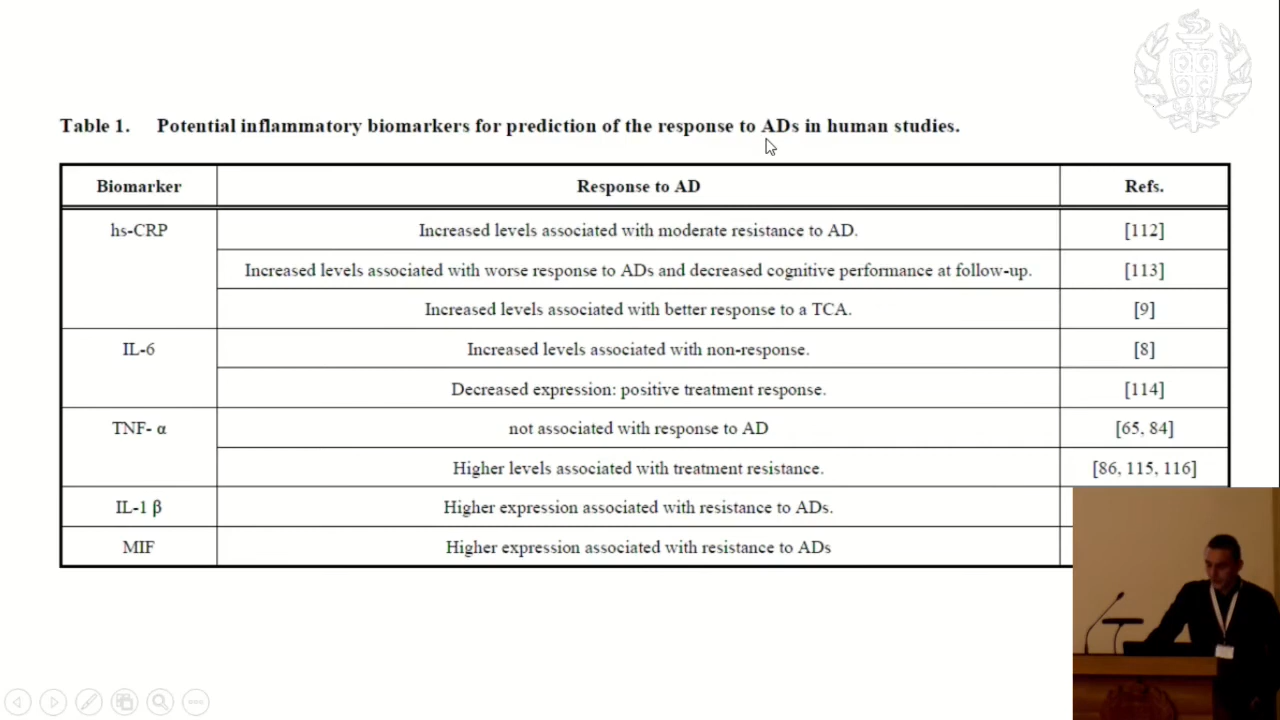 Table 1. Potential inflammatory biomarkers for prediction of the response to ADs in human studies.
Biomarker Response to AD Refs.
hs-CRP Increased levels associated with moderate resistance to AD. [112]
Increased levels associated with worse response to ADs and decreased cognitive performance at follow-up. [113]
Increased levels associated with better response to a TCA. [9]
IL-6 Increased levels associated with non-response. [8]
Decreased expression: positive treatment response. [114]
TNF- α not associated with response to AD [65, 84]
Higher levels associated with treatment resistance. [86, 115, 116]
IL-1 β Higher expression associated with resistance to ADs.
MIF Higher expression associated with resistance to ADs